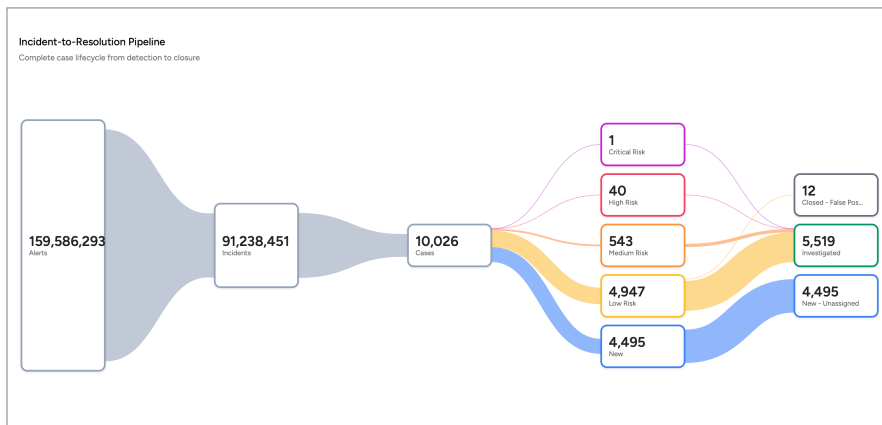 Incident-to-Resolution Pipeline
Complete case lifecycle from detection to closure
159,586,293
Alerts
91,238,451
Incidents
10,026
Cases
1
Critical Risk
40
High Risk
543
Medium Risk
4,947
Low Risk
4,495
New
12
Closed - False Pos...
5,519
Investigated
4,495
New - Unassigned